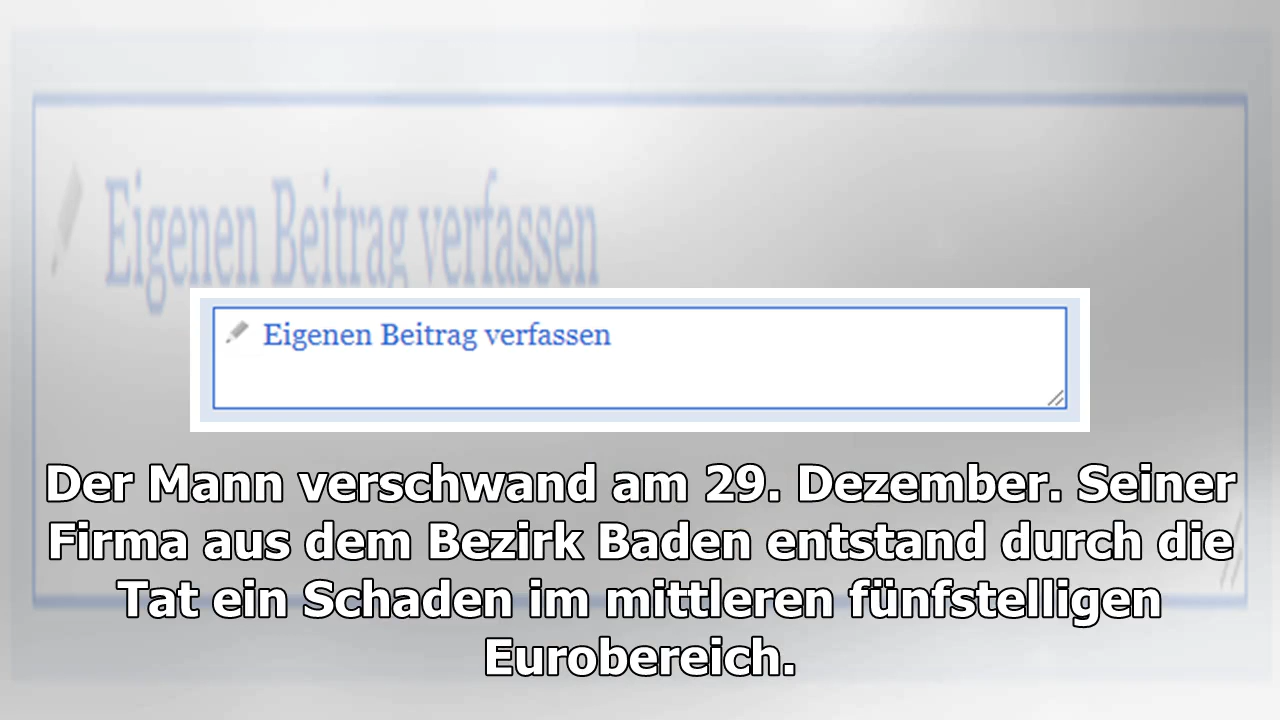 Eigenen Beitrag verfassen
Eigenen Beitrag verfassen
Der Mann verschwand am 29. Dezember. Seiner
Firma aus dem Bezirk Baden entstand durch die
Tat ein Schaden im mittleren fünfstelligen
Eurobereich.